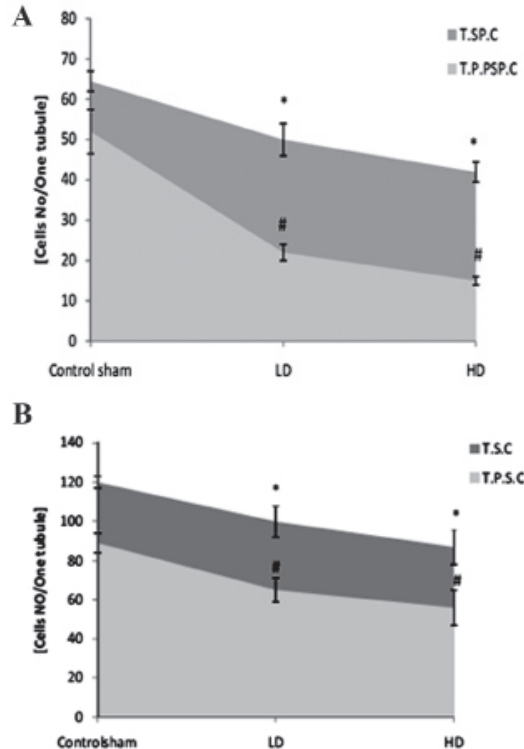 A
80
70
60
50
40
30
20
10
0
[Cells No/One tubule]
T.SP.C
T.P.PSP.C
*
*
#
#
Control sham
LD
HD
B
140
120
100
80
60
40
20
0
[Cells NO/One tubule]
T.S.C
T.P.S.C
*
*
#
#
Controlsham
LD
HD